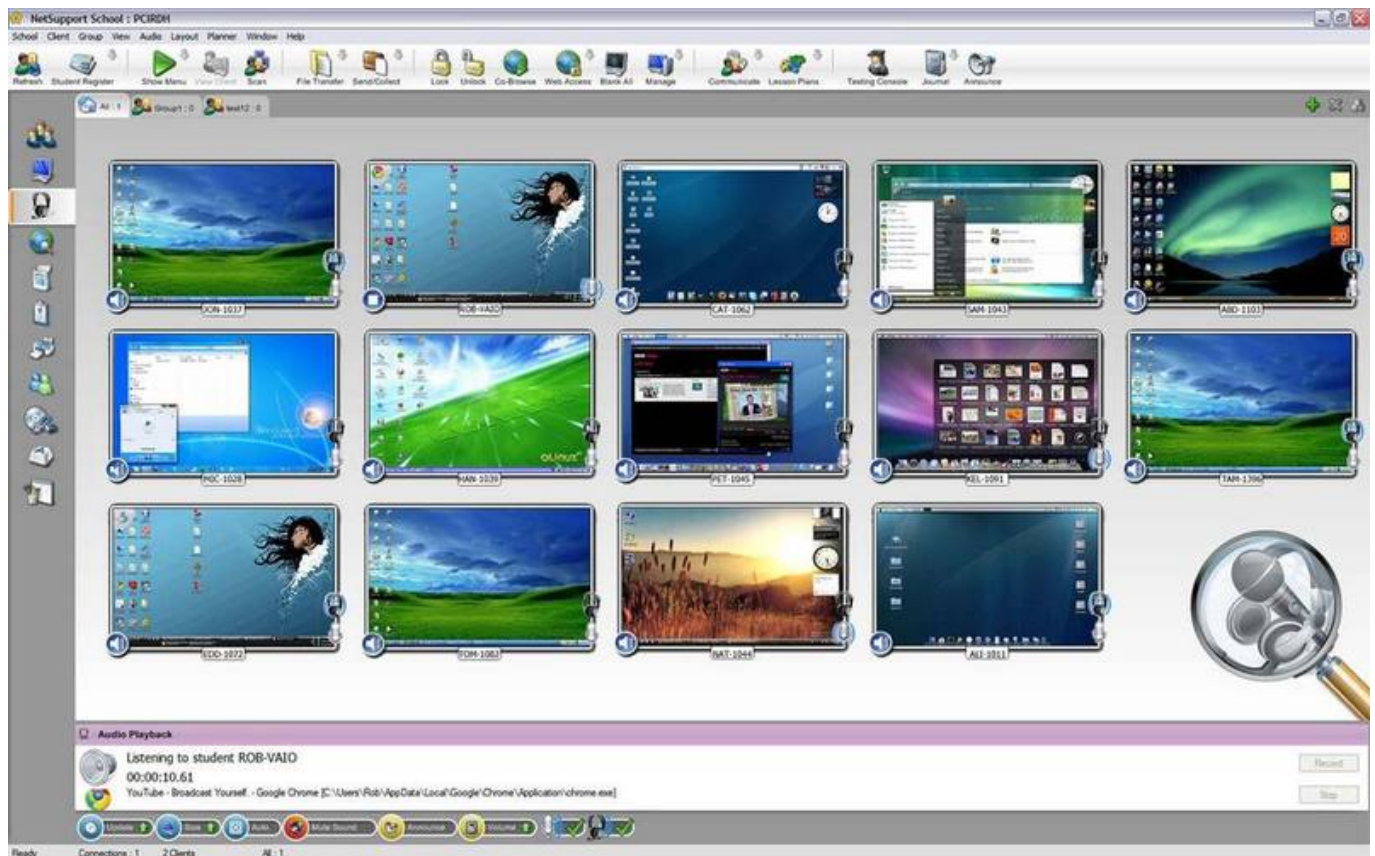 NetSupport School : PCIRDH
School Client Group View Audio Layout Planner Window Help
Refresh Student Register Show Menu View Client Scan File Transfer Send/Collect Lock Unlock Co-Browse Web Access Blank All Manage Communicate Lesson Plans Testing Console Journal Announce
All : 1 Group1 : 0 test12 : 0
JON-1037 ROB-VAIO CAT-1062 SAM-1043 ABD-1103
MIC-1028 HAN-1039 PET-1045 KEL-1091 TAM-1396
EDD-1072 TOM-1082 NAT-1044 ALI-1011
Audio Playback
Listening to student ROB-VAIO
Record
00:00:10.61
YouTube - Broadcast Yourself. - Google Chrome [C:\Users\Rob\AppData\Local\Google\Chrome\Application\chrome.exe]
Stop
Update Size Auto Mute Sound Announce Volume
Ready Connections : 1 2 Clients All : 1